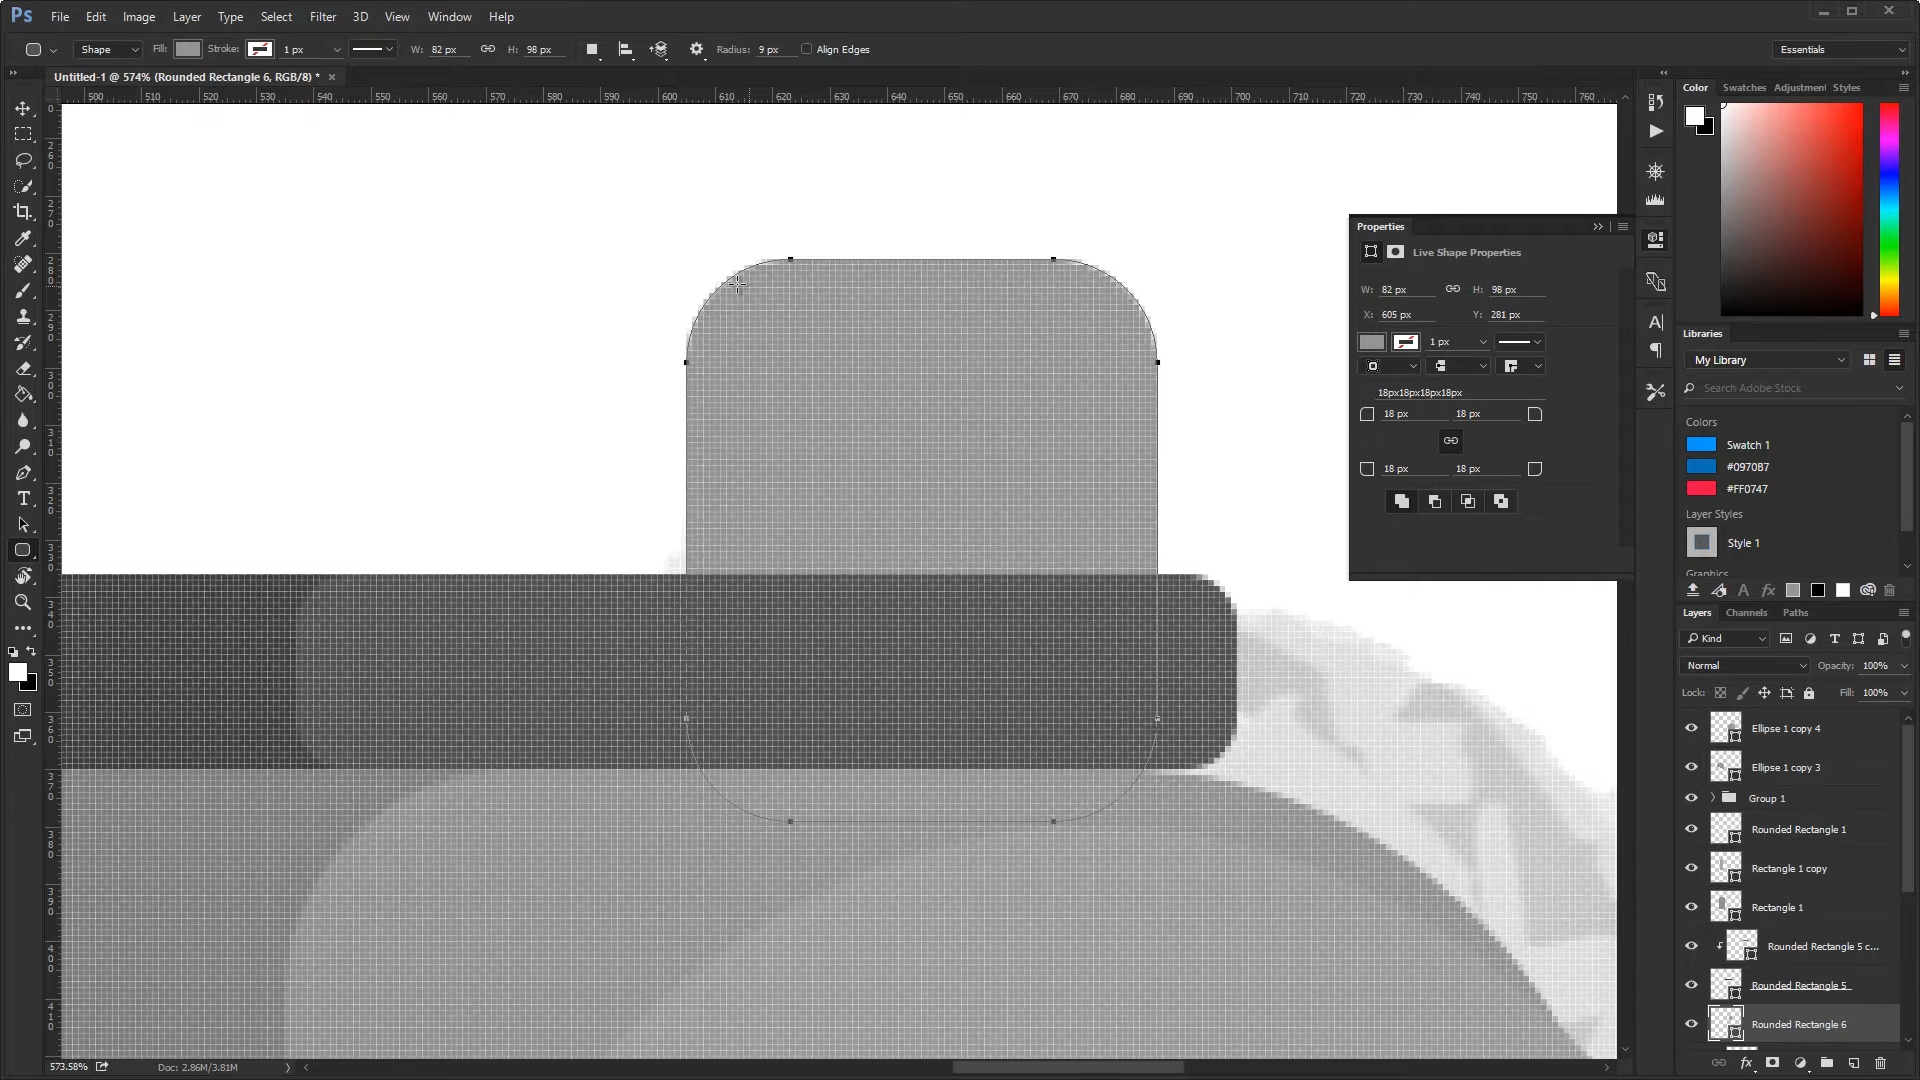 Ps File Edit Image Layer Type Select Filter 3D View Window Help
Shape Fill: Stroke: 1 px W: 82 px H: 98 px Radius: 9 px Align Edges Essentials
Untitled-1 @ 574% (Rounded Rectangle 6, RGB/8) * ×
500 510 520 530 540 550 560 570 580 590 600 610 620 630 640 650 660 670 680 690 700 710 720 730 740 750 760
Color Swatches Adjustment Styles
Properties
Live Shape Properties
W: 82 px H: 98 px
X: 605 px Y: 281 px
1 px
18px18px18px18px
18 px 18 px
18 px 18 px
Libraries
My Library
Search Adobe Stock
Colors
Swatch 1
#0970B7
#FF0747
Layer Styles
Style 1
Graphics
Layers Channels Paths
Kind
Normal Opacity: 100%
Lock: Fill: 100%
Ellipse 1 copy 4
Ellipse 1 copy 3
Group 1
Rounded Rectangle 1
Rectangle 1 copy
Rectangle 1
Rounded Rectangle 5 c...
Rounded Rectangle 5
Rounded Rectangle 6
573.58% Doc: 2.86M/3.81M